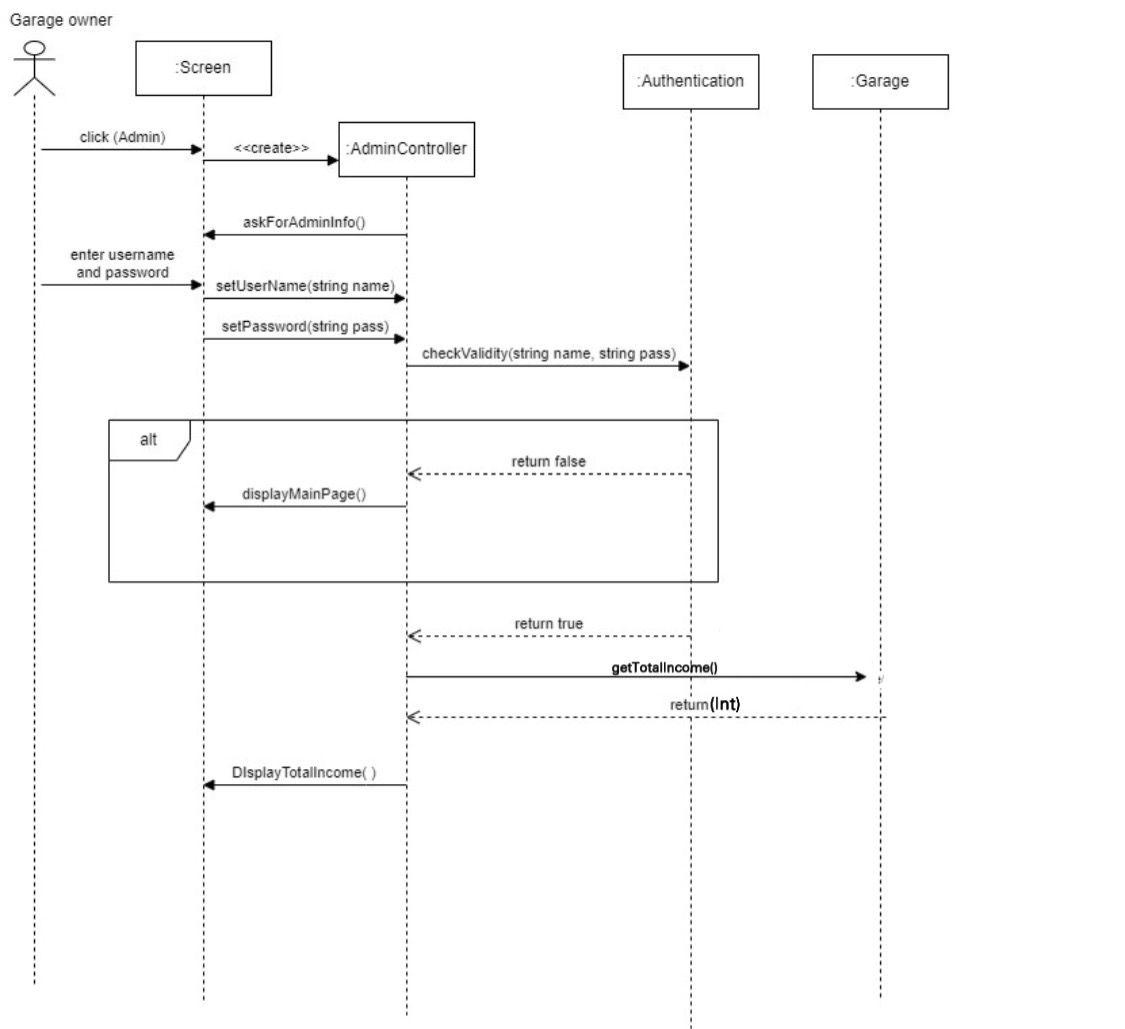 Garage owner
:Screen
:Authentication
:Garage
click (Admin)
<<create>>
:AdminController
askForAdminInfo()
enter username
and password
setUserName(string name)
setPassword(string pass)
checkValidity(string name, string pass)
alt
return false
displayMainPage()
return true
getTotalIncome()
return(Int)
DIsplayTotalIncome( )